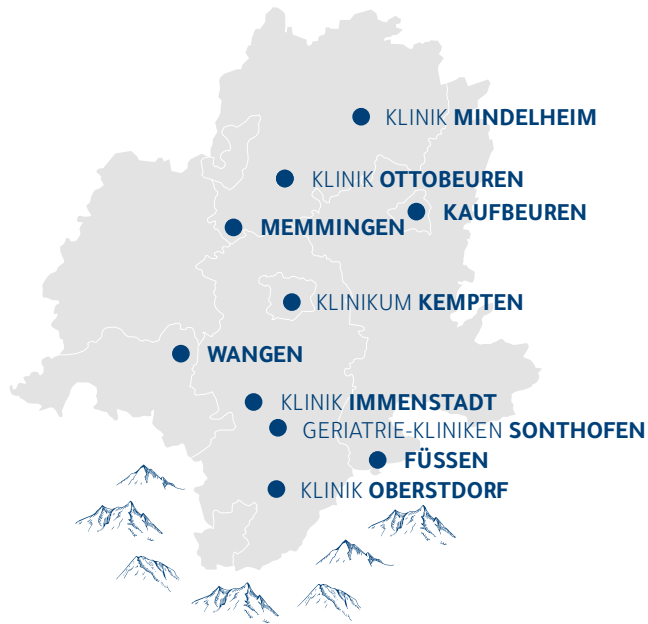 KLINIK MINDELHEIM
KLINIK OTTOBEUREN
KAUFBEUREN
MEMMINGEN
KLINIKUM KEMPTEN
WANGEN
KLINIK IMMENSTADT
GERIATRIE-KLINIKEN SONTHOFEN
FÜSSEN
KLINIK OBERSTDORF